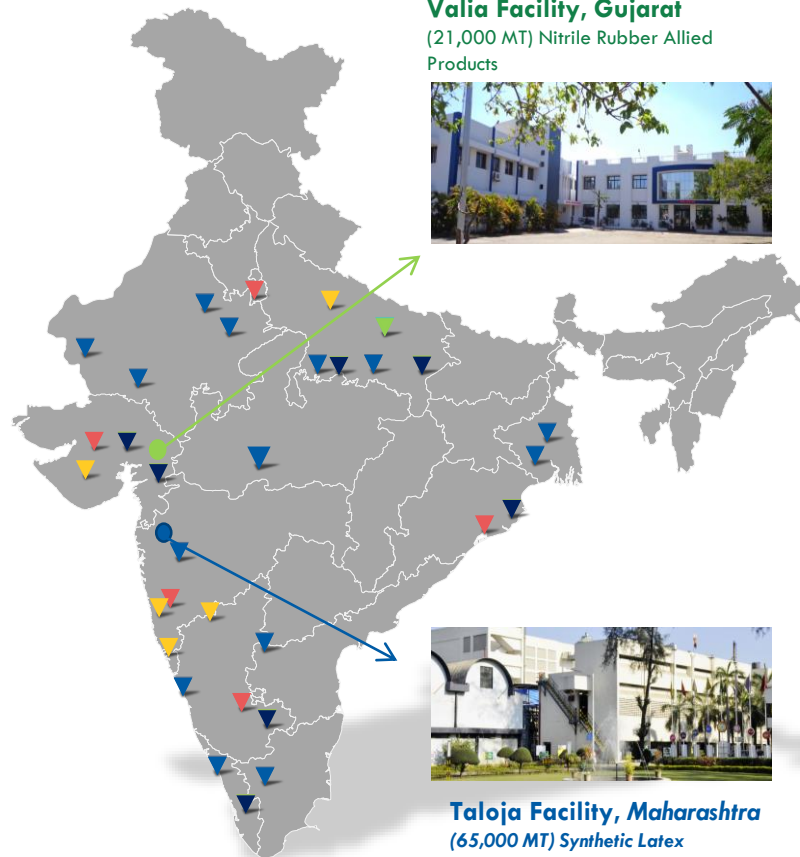 Valia Facility, Gujarat
(21,000 MT) Nitrile Rubber Allied
Products
Taloja Facility, Maharashtra
(65,000 MT) Synthetic Latex